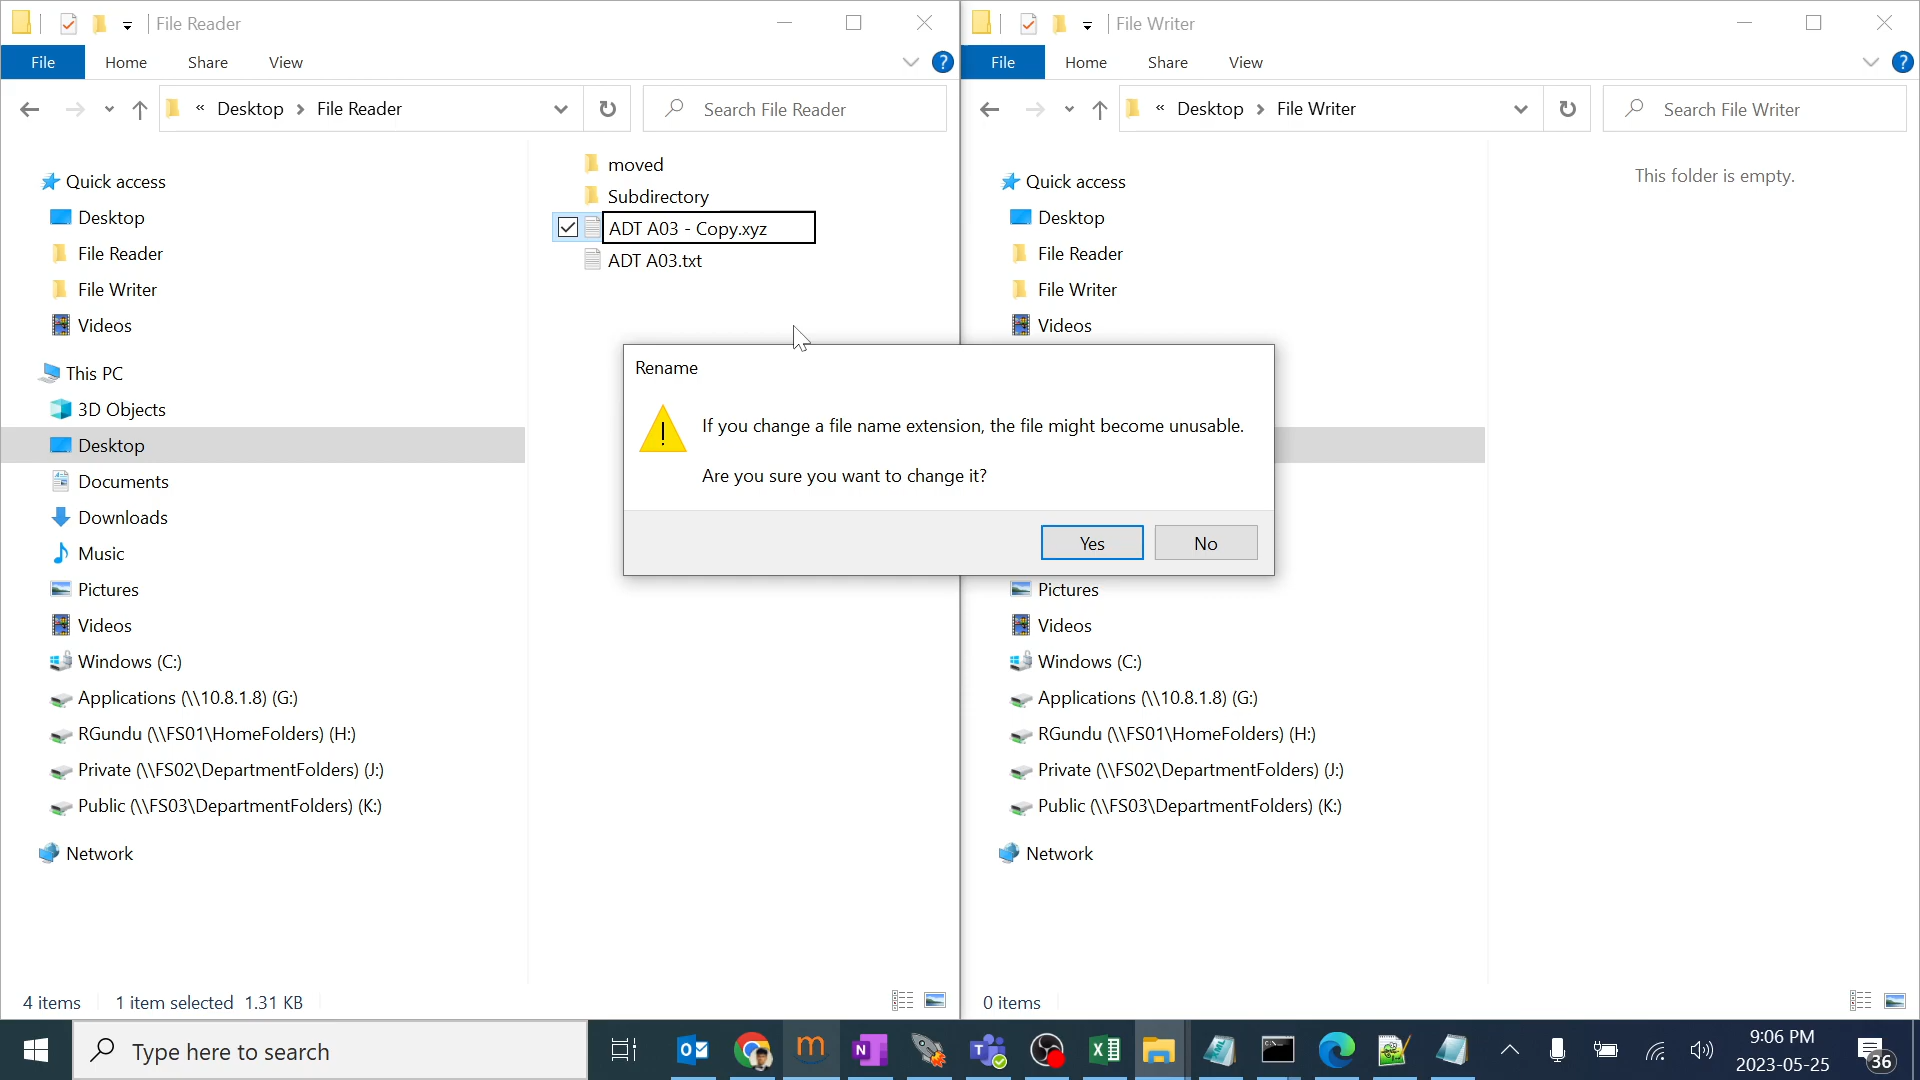 File Reader
File Home Share View ?
« Desktop > File Reader
Search File Reader
Quick access
Desktop
File Reader
File Writer
Videos
This PC
3D Objects
Desktop
Documents
Downloads
Music
Pictures
Videos
Windows (C:)
Applications (\\10.8.1.8) (G:)
RGundu (\\FS01\HomeFolders) (H:)
Private (\\FS02\DepartmentFolders) (J:)
Public (\\FS03\DepartmentFolders) (K:)
Network
moved
Subdirectory
ADT A03 - Copy.xyz
ADT A03.txt
4 items 1 item selected 1.31 KB
File Writer
File Home Share View ?
« Desktop > File Writer
Search File Writer
Quick access
Desktop
File Reader
File Writer
Videos
Pictures
Videos
Windows (C:)
Applications (\\10.8.1.8) (G:)
RGundu (\\FS01\HomeFolders) (H:)
Private (\\FS02\DepartmentFolders) (J:)
Public (\\FS03\DepartmentFolders) (K:)
Network
This folder is empty.
0 items
Rename
If you change a file name extension, the file might become unusable.
Are you sure you want to change it?
Yes No
Type here to search
9:06 PM
2023-05-25
36